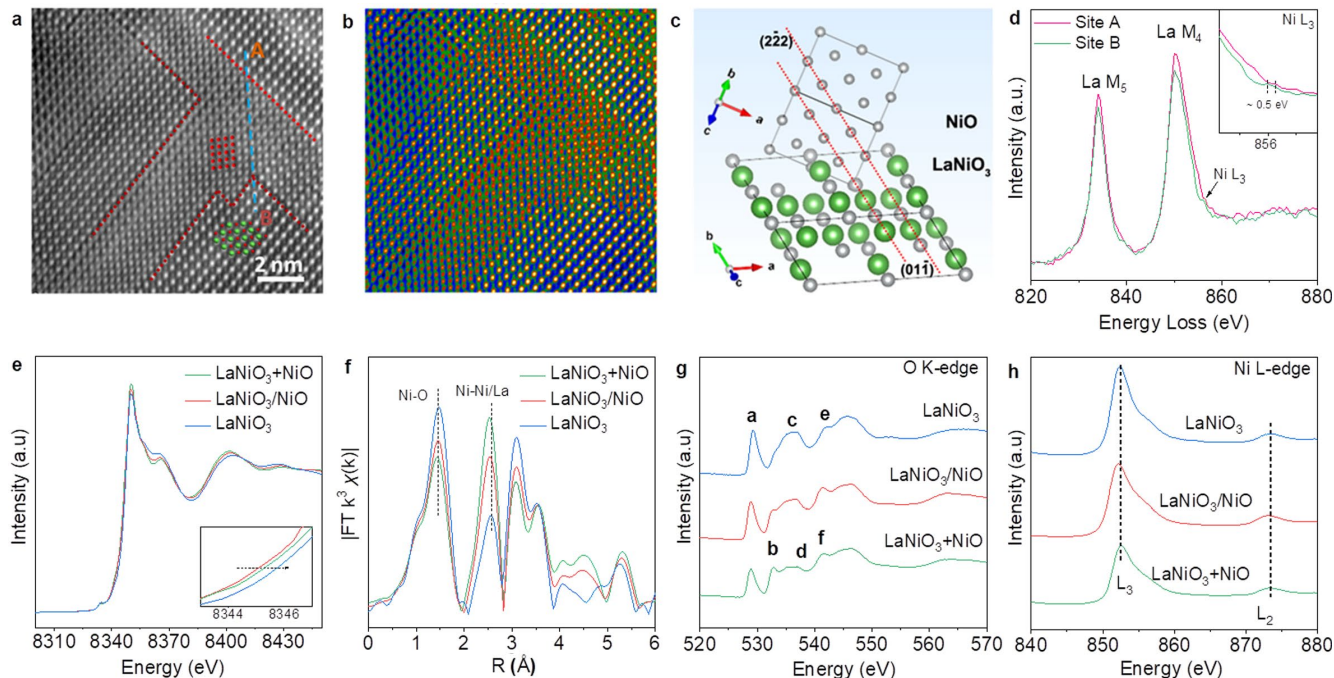 a
A
B
2 nm
b
c
(2̄22)
b
a
c
NiO
LaNiO₃
b
a
c
(011̄)
d
Site A
Site B
La M₄
La M₅
Ni L₃
~ 0.5 eV
856
Ni L₃
Intensity (a.u.)
820 840 860 880
Energy Loss (eV)
e
LaNiO₃+NiO
LaNiO₃/NiO
LaNiO₃
Intensity (a.u)
8344 8346
8310 8340 8370 8400 8430
Energy (eV)
f
Ni-O
Ni-Ni/La
LaNiO₃+NiO
LaNiO₃/NiO
LaNiO₃
|FT k³ χ(k)|
0 1 2 3 4 5 6
R (Å)
g
O K-edge
a
c
e
LaNiO₃
LaNiO₃/NiO
b
d
f
LaNiO₃+NiO
Intensity (a.u)
520 530 540 550 560 570
Energy (eV)
h
Ni L-edge
LaNiO₃
LaNiO₃/NiO
LaNiO₃+NiO
L₃
L₂
Intensity (a.u)
840 850 860 870 880
Energy (eV)